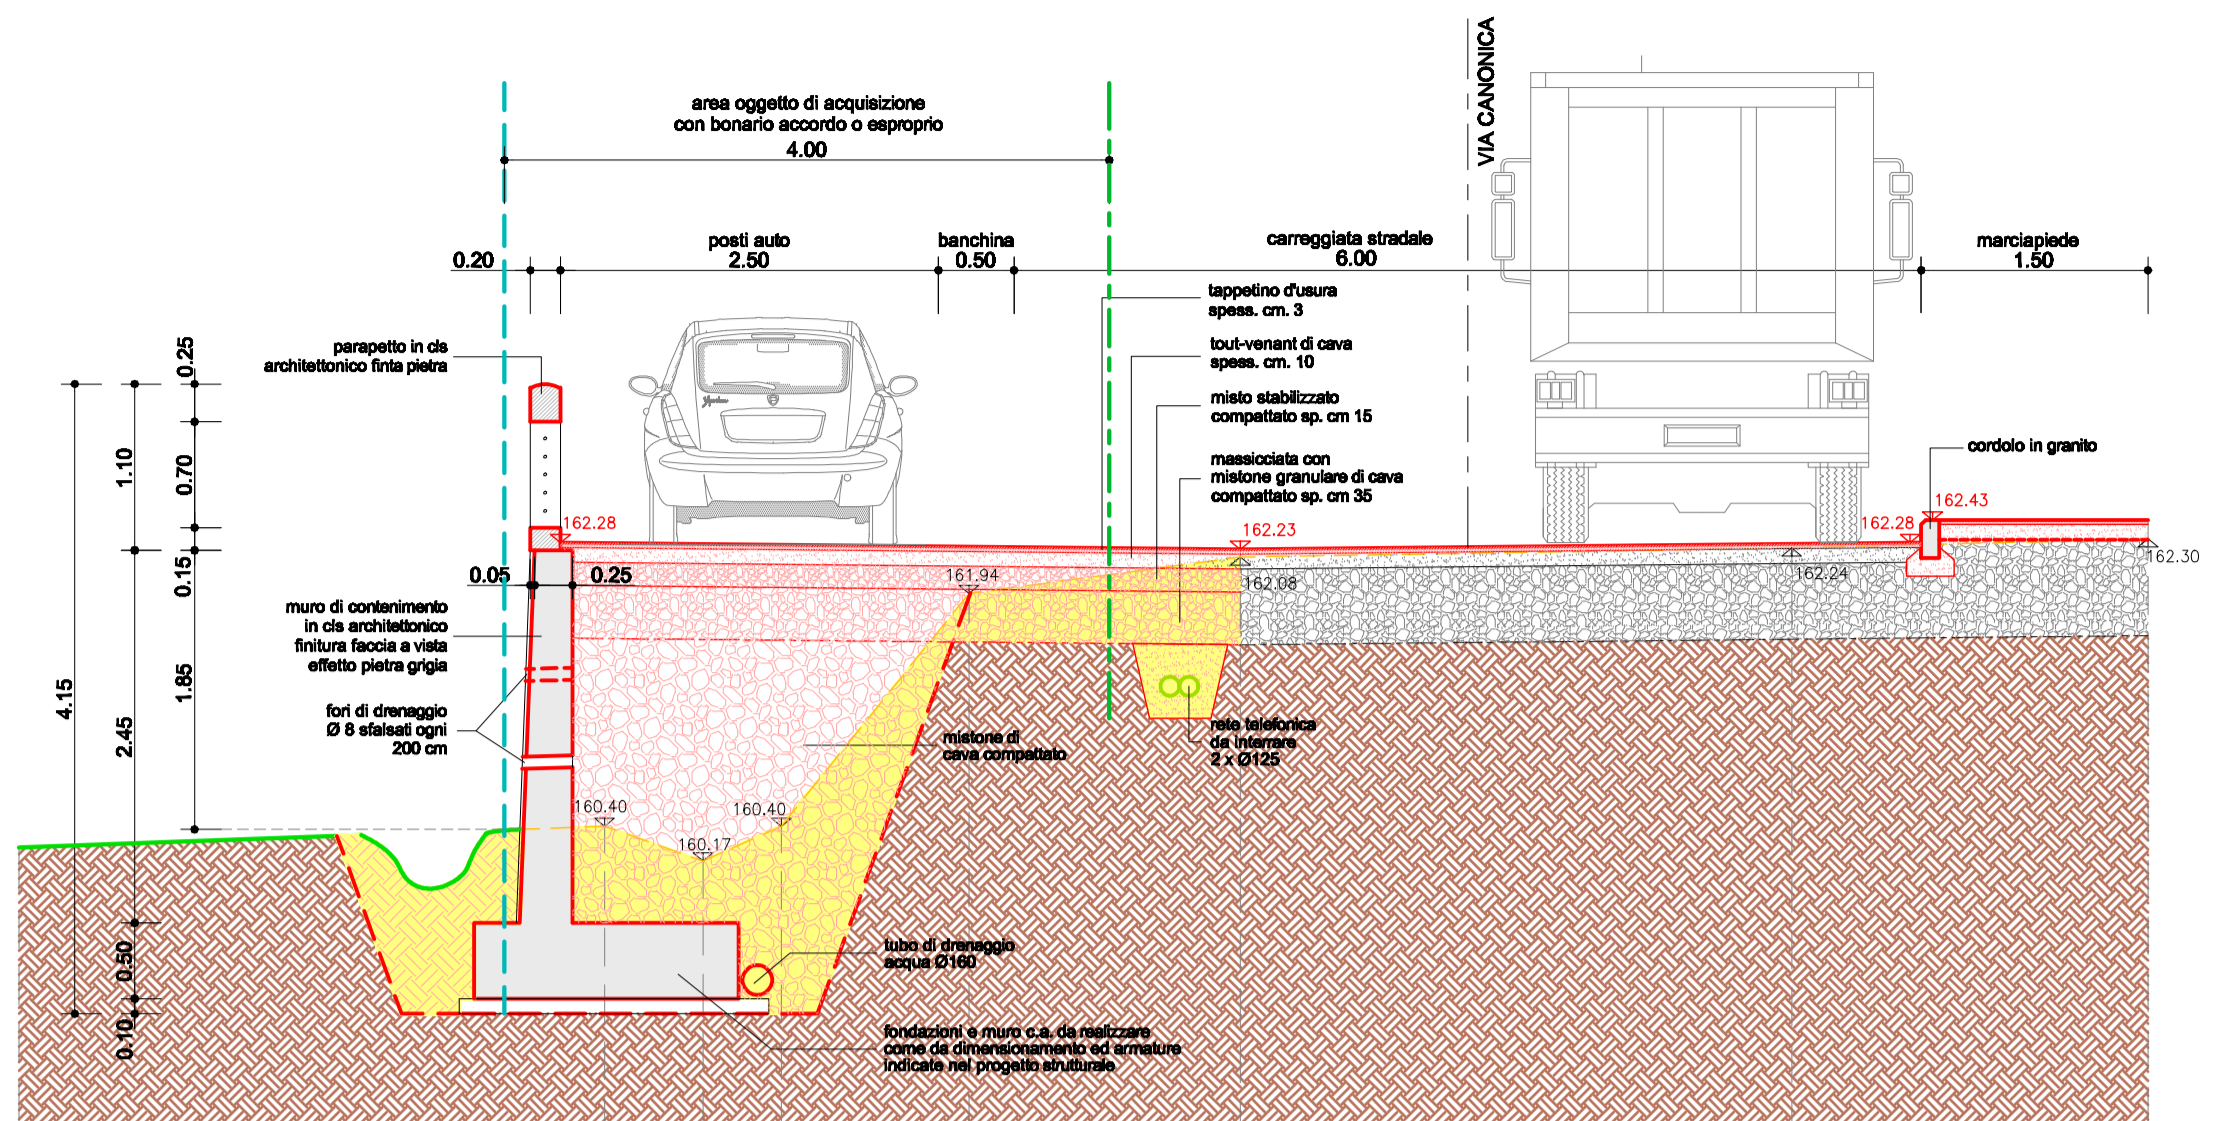 VIA CANONICA
area oggetto di acquisizione
con bonario accordo o esproprio
4.00
posti auto
banchina
carreggiata stradale
marciapiede
0.20
2.50
0.50
6.00
1.50
tappetino d'usura
spess. cm. 3
tout-venant di cava
spess. cm. 10
misto stabilizzato
compattato sp. cm 15
massicciata con
mistone granulare di cava
compattato sp. cm 35
parapetto in cls
architettonico finta pietra
cordolo in granito
0.25
1.10
0.70
0.15
4.15
2.45
1.85
0.50
0.10
162.28
162.23
162.28
162.43
162.30
162.24
162.08
161.94
0.05
0.25
muro di contenimento
in cls architettonico
finitura faccia a vista
effetto pietra grigia
fori di drenaggio
Ø 8 sfalsati ogni
200 cm
8
rete telefonica
da interrare
2 x Ø125
mistone di
cava compattato
160.40
160.40
160.17
tubo di drenaggio
acqua Ø160
fondazioni e muro c.a. da realizzare
come da dimensionamento ed armature
indicate nel progetto strutturale